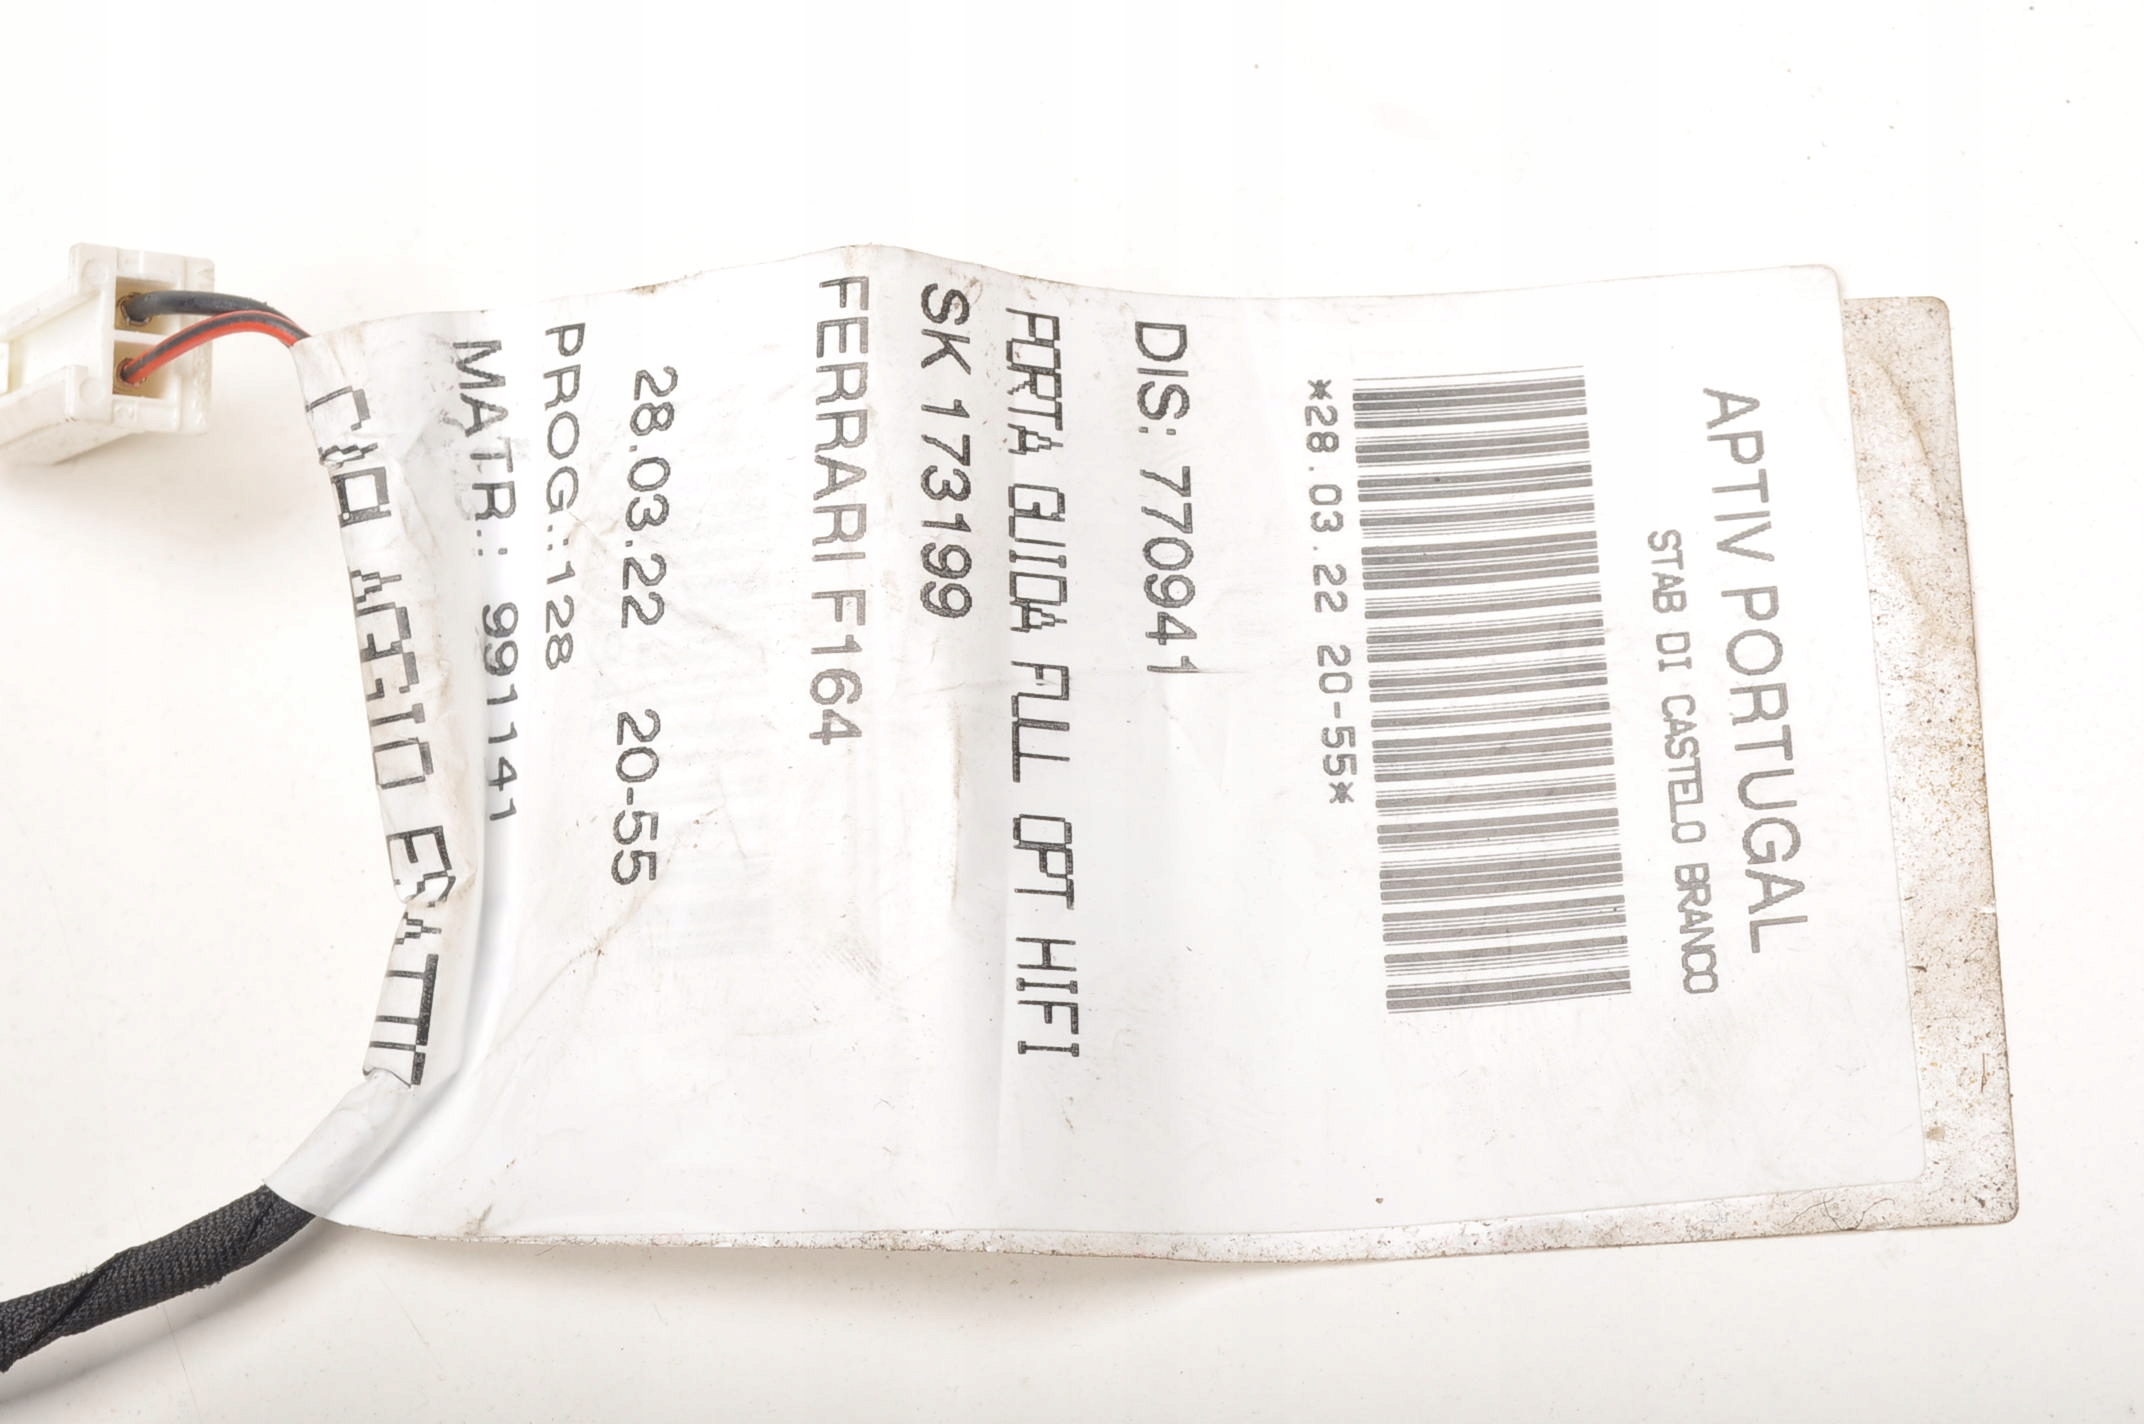 APTIV PORTUGAL
STAB DI CASTELLO BRANCO
*28.03.22 20-55*
DIS: 770941
PORTA GUIDA FULL OPT HIFI
SK 173199
FERRARI F164
28.03.22 20-55
PROG.:128
MATR.: 991141